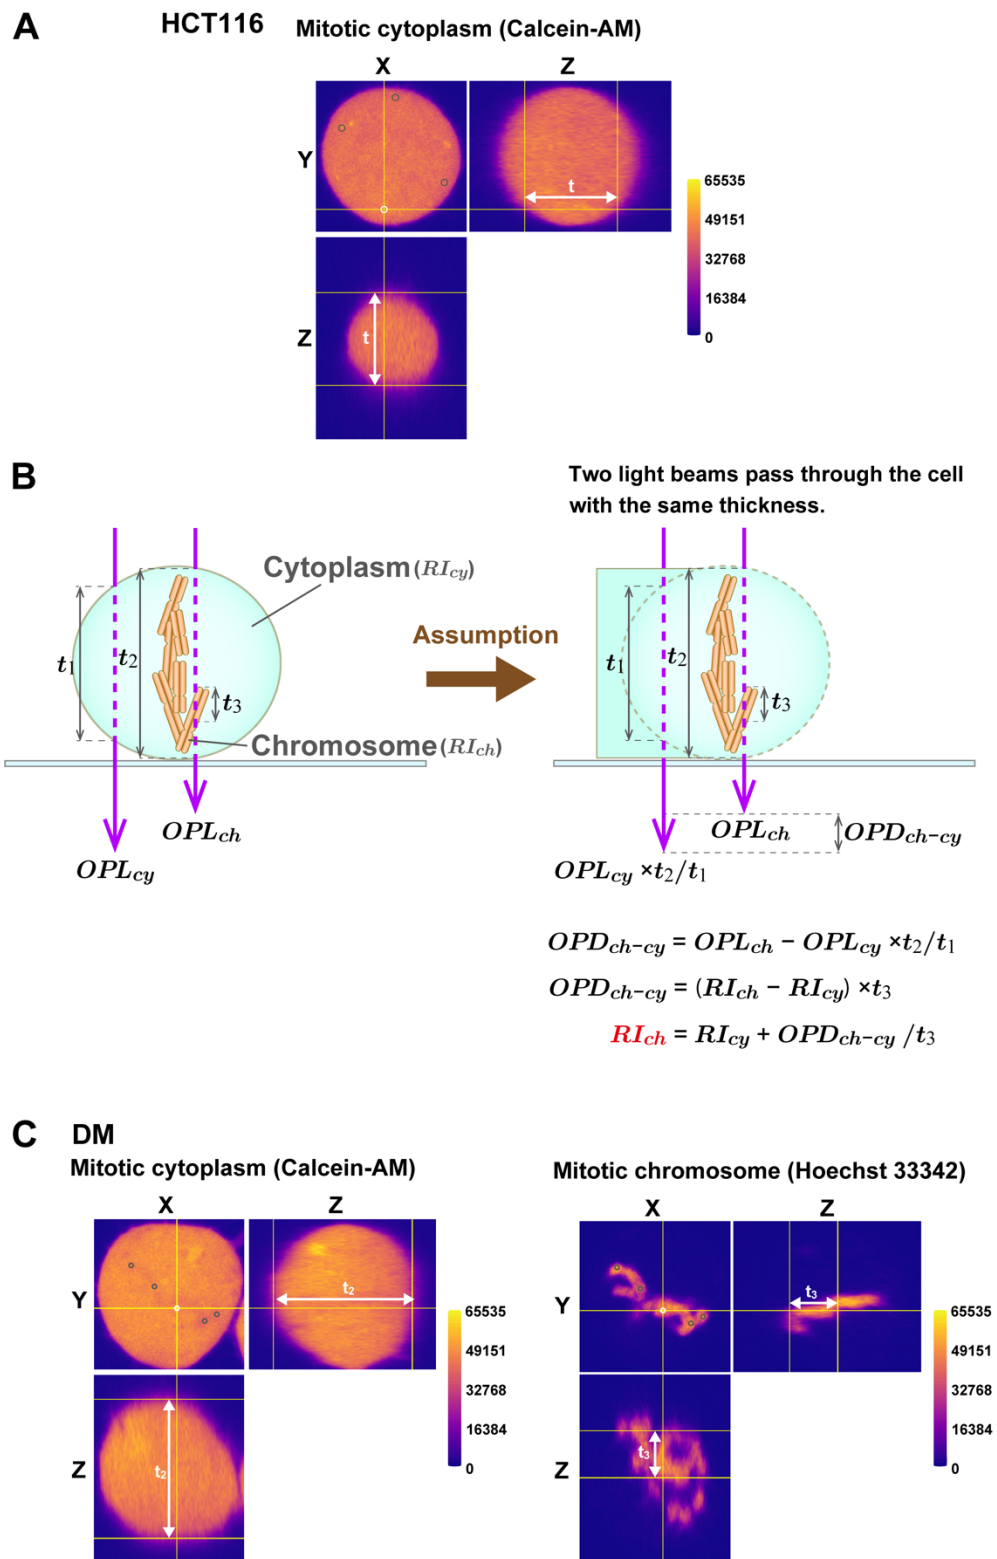 A
HCT116
Mitotic cytoplasm (Calcein-AM)
X
Z
Y
t
65535
49151
32768
16384
0
Z
t
B
Two light beams pass through the cell
with the same thickness.
Cytoplasm (RIcy)
t1
t2
t3
Chromosome (RIch)
OPLch
OPLcy
Assumption
t1
t2
t3
OPLch
OPDch-cy
OPLcy ×t2/t1
OPDch-cy = OPLch − OPLcy ×t2/t1
OPDch-cy = (RIch − RIcy) ×t3
RIch = RIcy + OPDch-cy /t3
C
DM
Mitotic cytoplasm (Calcein-AM)
X
Z
Y
t2
65535
49151
32768
16384
0
Z
t2
Mitotic chromosome (Hoechst 33342)
X
Z
Y
t3
65535
49151
32768
16384
0
Z
t3